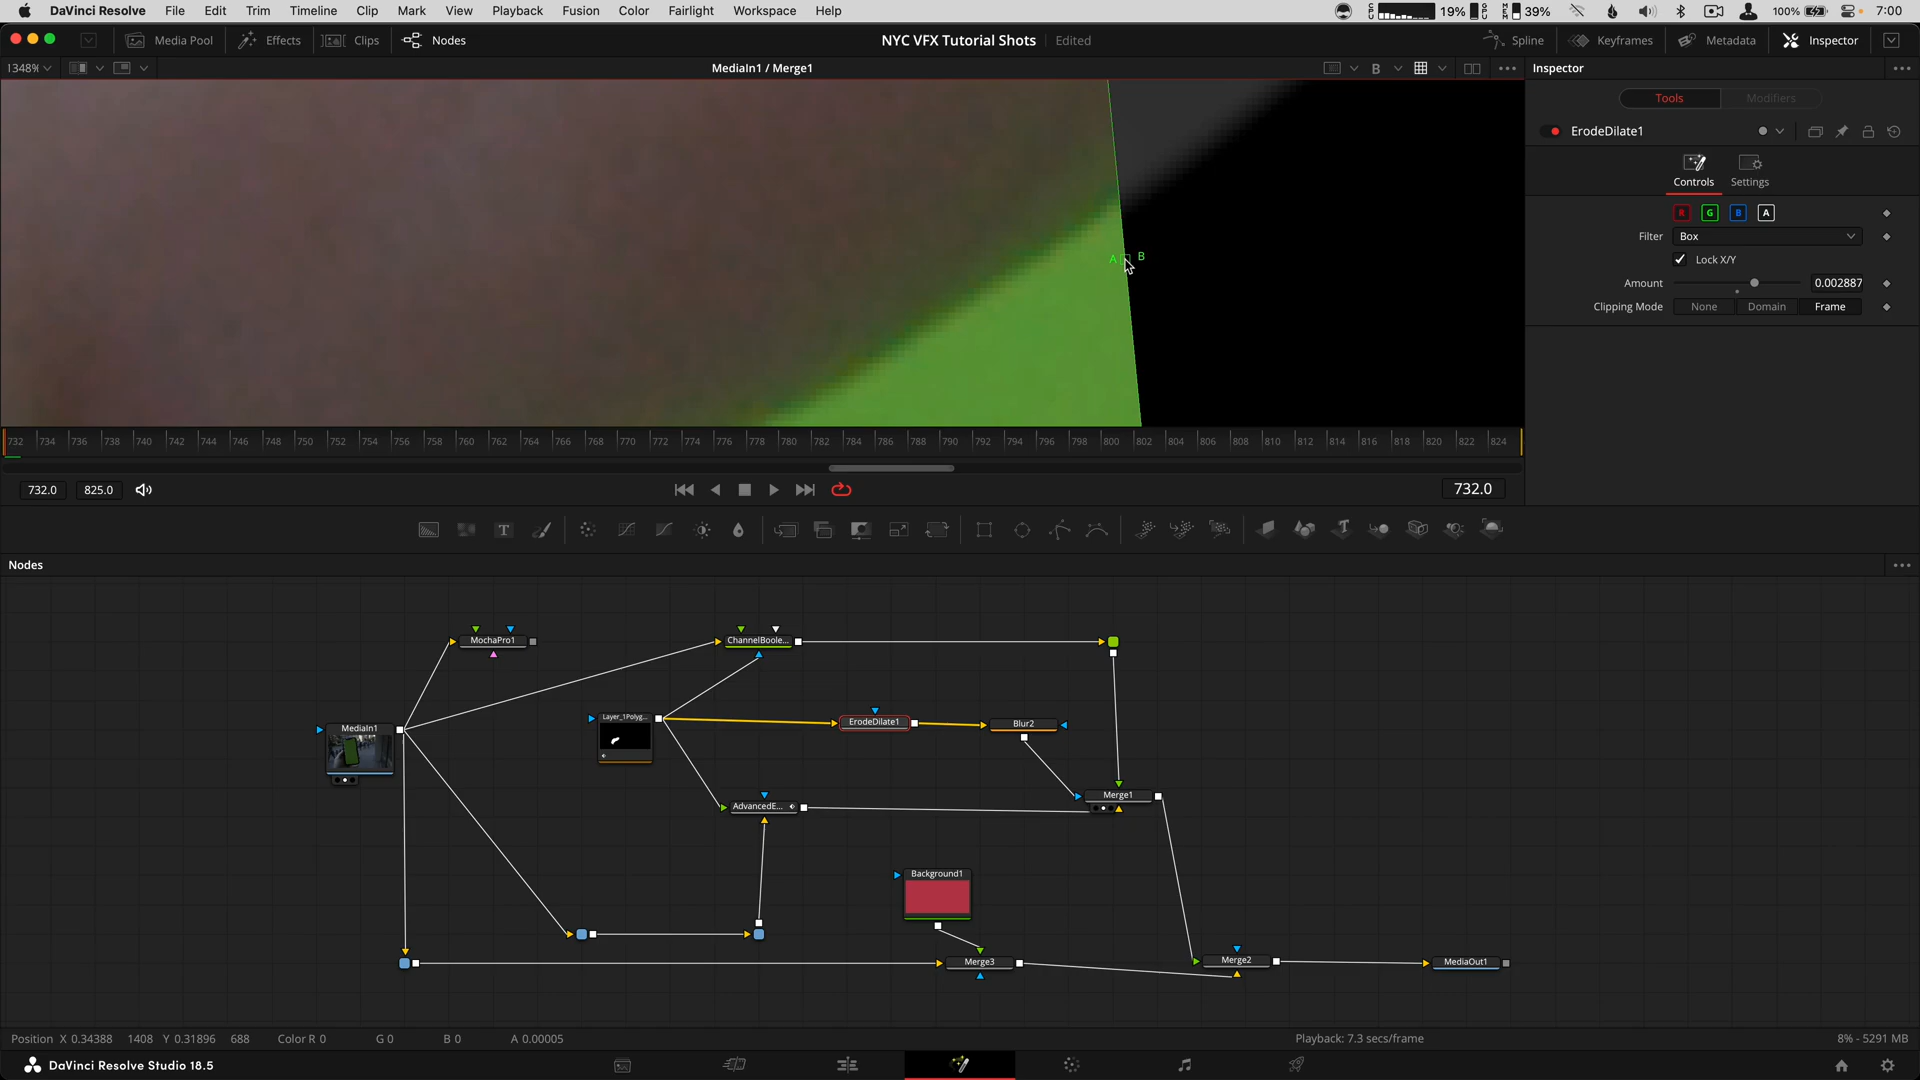 DaVinci Resolve File Edit Trim Timeline Clip Mark View Playback Fusion Color Fairlight Workspace Help 19% 39% 100% 7:00
Media Pool Effects Clips Nodes NYC VFX Tutorial Shots Edited Spline Keyframes Metadata Inspector
1348% MediaIn1 / Merge1 B Inspector
Tools Modifiers
ErodeDilate1
Controls Settings
R G B A
Filter Box
A B
Lock X/Y
Amount 0.002887
Clipping Mode None Domain Frame
732 734 736 738 740 742 744 746 748 750 752 754 756 758 760 762 764 766 768 770 772 774 776 778 780 782 784 786 788 790 792 794 796 798 800 802 804 806 808 810 812 814 816 818 820 822 824
732.0 825.0 732.0
T
Nodes
MochaPro1
ChannelBoole...
Layer_1Polyg...
ErodeDilate1
Blur2
MediaIn1
Merge1
AdvancedE...
Background1
Merge3
Merge2
MediaOut1
Position X 0.34388 1408 Y 0.31896 688 Color R 0 G 0 B 0 A 0.00005 Playback: 7.3 secs/frame 8% - 5291 MB
DaVinci Resolve Studio 18.5